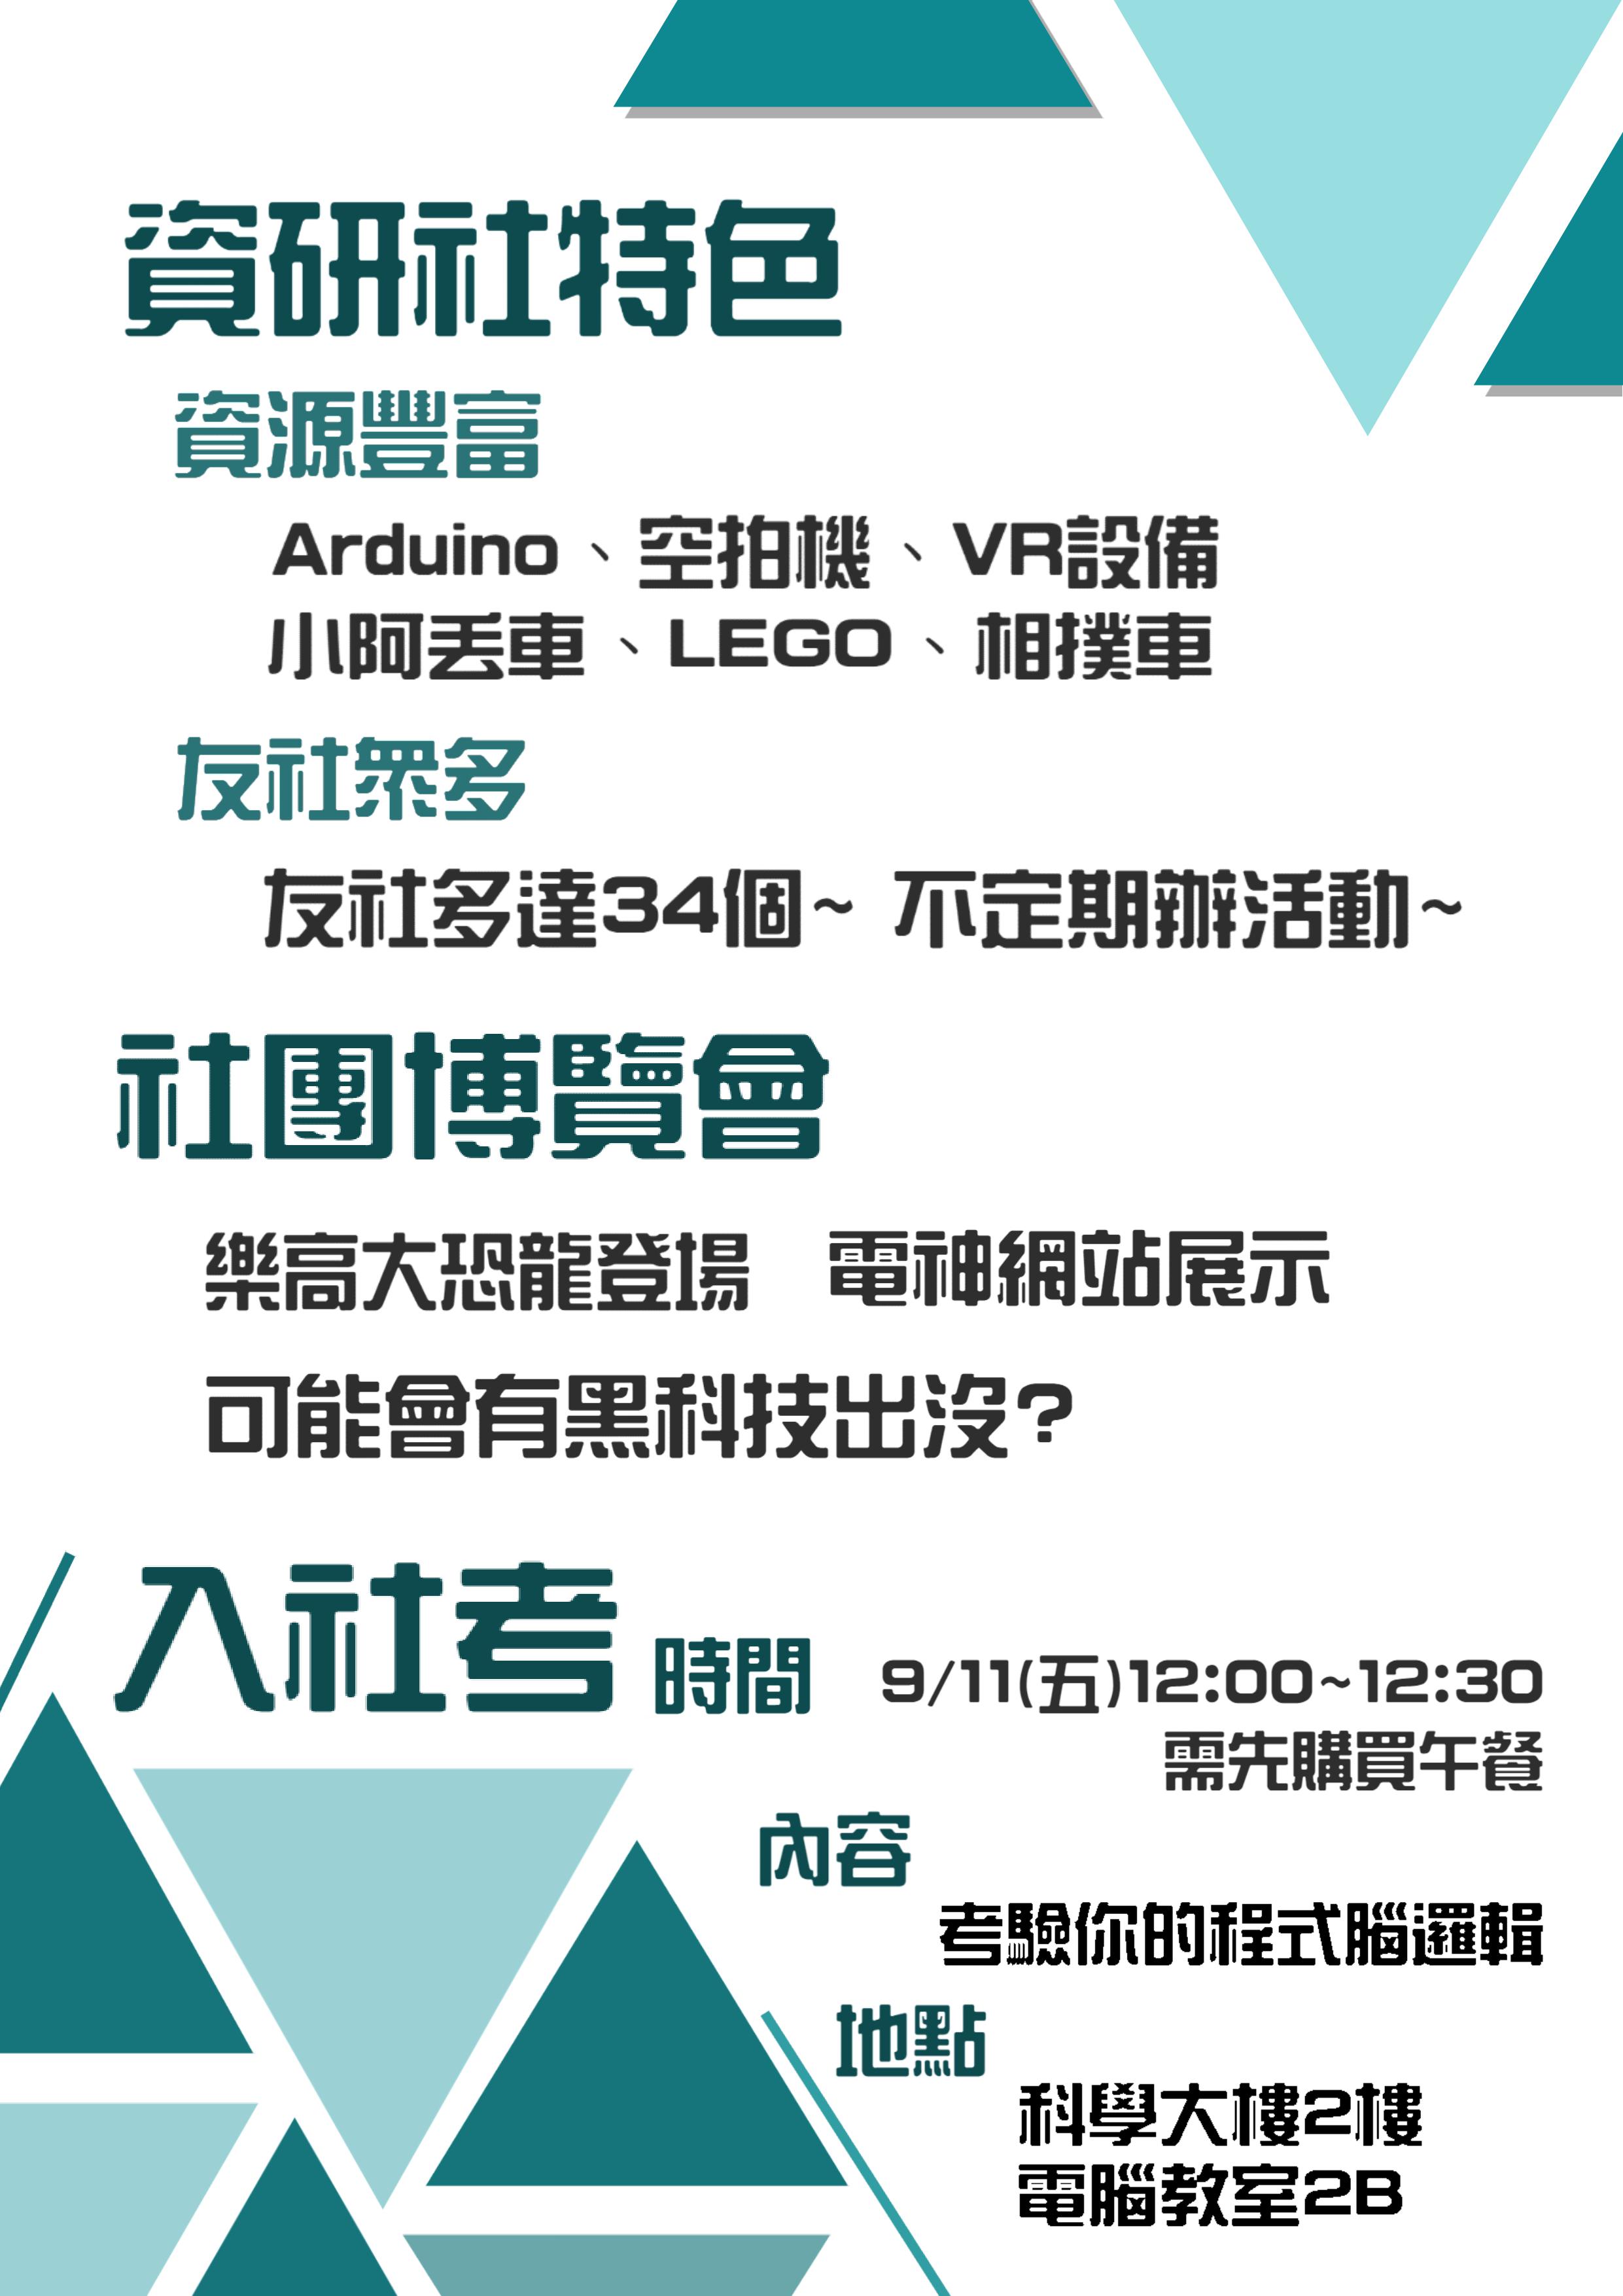 資研社特色
資源豐富
Arduino、空拍機、VR設備
小阿丟車、LEGO、相撲車
友社眾多
友社多達34個~ 不定期辦活動~
社團博覽會
樂高大恐龍登場 電神網站展示
可能會有黑科技出沒?
入社考
時間 9/11(五)12:00~12:30
需先購買午餐
內容
考驗你的程式腦邏輯
地點
科學大樓2樓
電腦教室2B